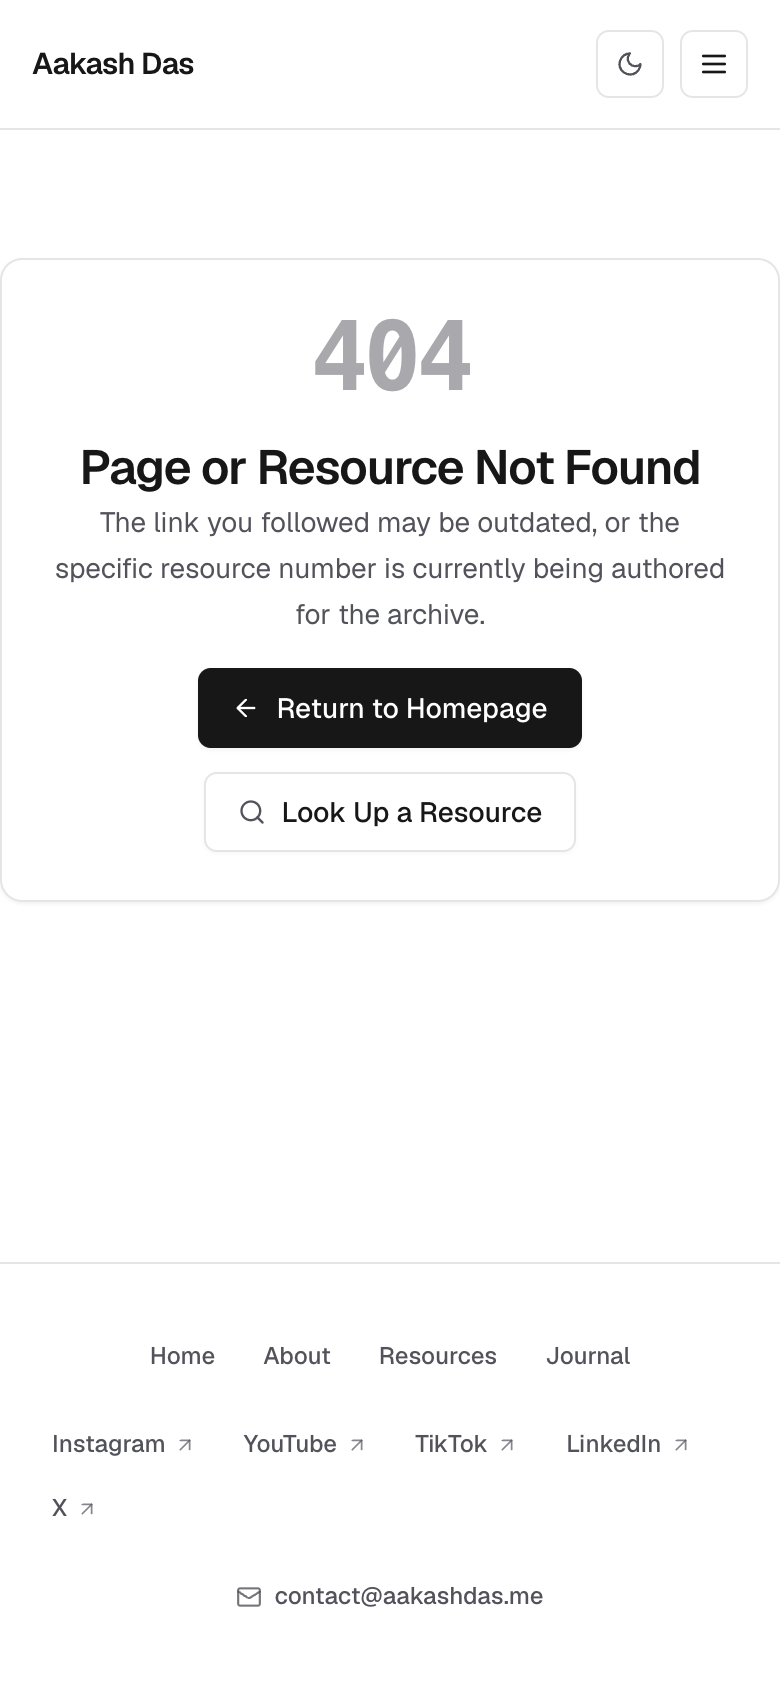 Aakash Das
404
Page or Resource Not Found
The link you followed may be outdated, or the
specific resource number is currently being authored
for the archive.
Return to Homepage
Look Up a Resource
Home About Resources Journal
Instagram YouTube TikTok LinkedIn
X
contact@aakashdas.me